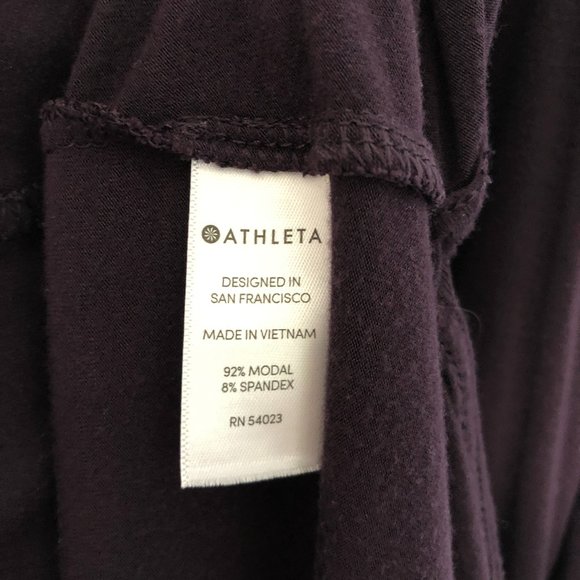 ATHLETA
DESIGNED IN
SAN FRANCISCO
MADE IN VIETNAM
92% MODAL
8% SPANDEX
RN 54023